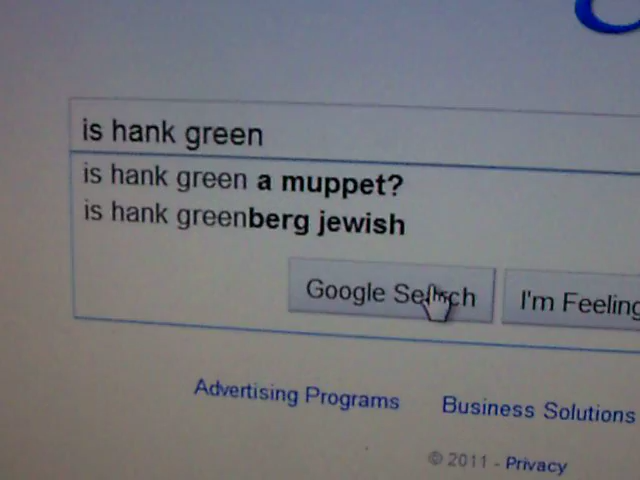 is hank green
is hank green a muppet?
is hank greenberg jewish
Google Search I'm Feeling
Advertising Programs Business Solutions
© 2011 - Privacy